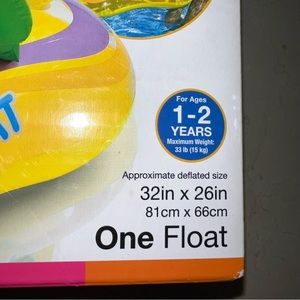 AT
For Ages
1-2
YEARS
Maximum Weight:
33 lb (15 kg)
Approximate deflated size
32in x 26in
81cm x 66cm
One Float